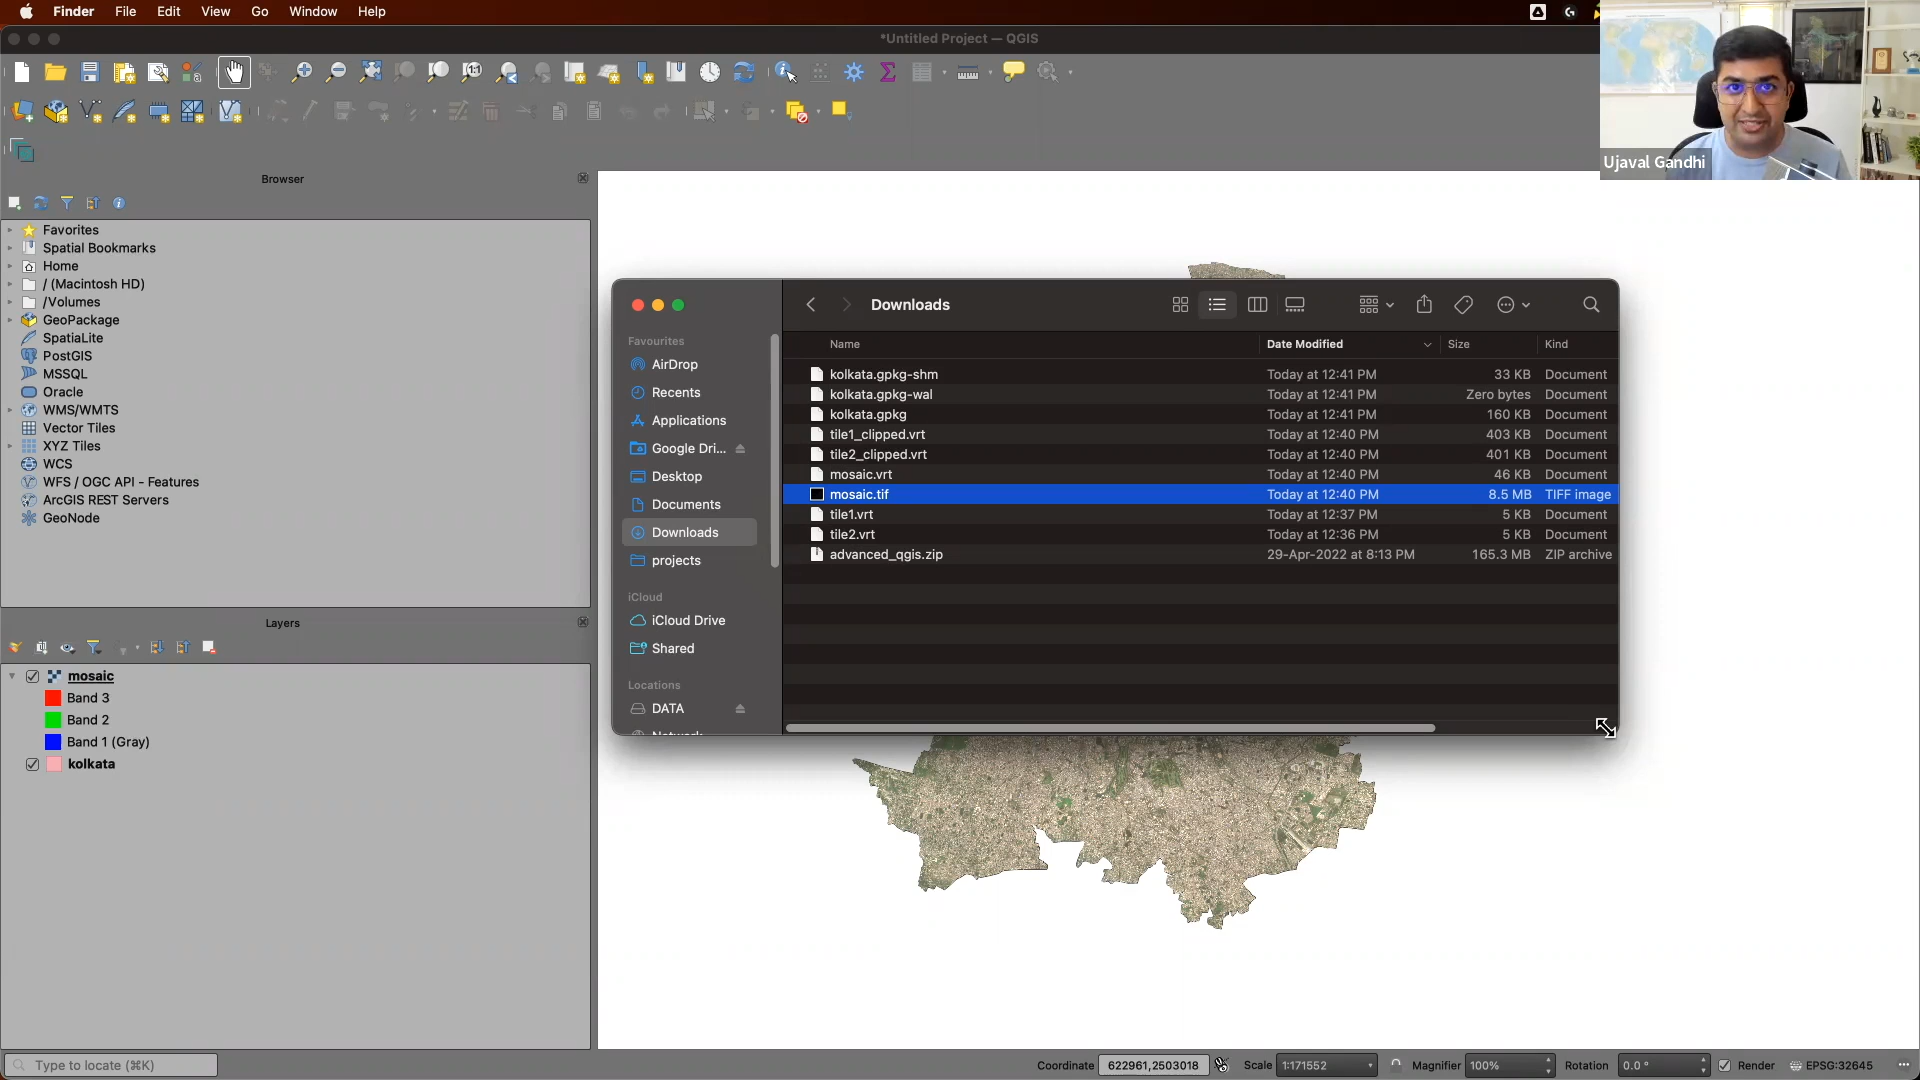 Finder File Edit View Go Window Help
*Untitled Project — QGIS
Ujaval Gandhi
Browser
Favorites
Spatial Bookmarks
Home
/ (Macintosh HD)
/Volumes
GeoPackage
SpatiaLite
PostGIS
MSSQL
Oracle
WMS/WMTS
Vector Tiles
XYZ Tiles
WCS
WFS / OGC API - Features
ArcGIS REST Servers
GeoNode
Downloads
Favourites
AirDrop
Recents
Applications
Google Dri...
Desktop
Documents
Downloads
projects
iCloud
iCloud Drive
Shared
Locations
DATA
Name Date Modified Size Kind
kolkata.gpkg-shm Today at 12:41 PM 33 KB Document
kolkata.gpkg-wal Today at 12:41 PM Zero bytes Document
kolkata.gpkg Today at 12:41 PM 160 KB Document
tile1_clipped.vrt Today at 12:40 PM 403 KB Document
tile2_clipped.vrt Today at 12:40 PM 401 KB Document
mosaic.vrt Today at 12:40 PM 46 KB Document
mosaic.tif Today at 12:40 PM 8.5 MB TIFF image
tile1.vrt Today at 12:37 PM 5 KB Document
tile2.vrt Today at 12:36 PM 5 KB Document
advanced_qgis.zip 29-Apr-2022 at 8:13 PM 165.3 MB ZIP archive
Layers
mosaic
Band 3
Band 2
Band 1 (Gray)
kolkata
Type to locate (⌘K)
Coordinate 622961,2503018 Scale 1:171552 Magnifier 100% Rotation 0.0 ° Render EPSG:32645